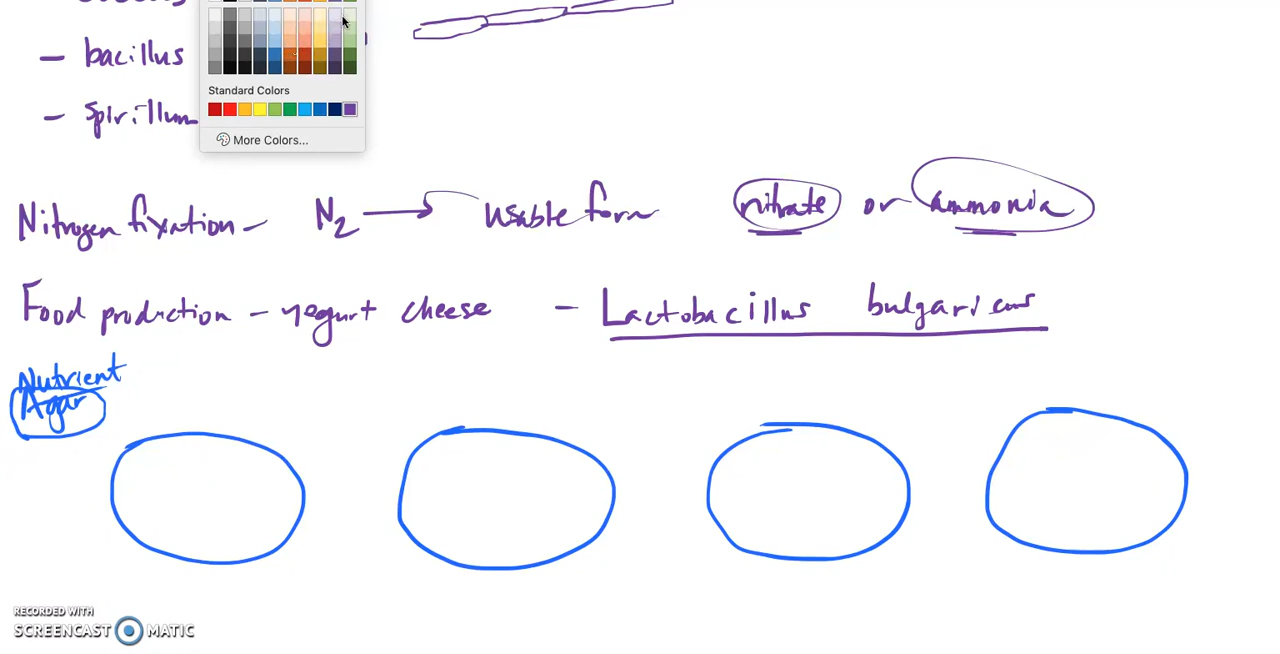 - bacillus
- Spirillum
Standard Colors
More Colors...
Nitrogen fixation - N2 → usable form nitrate or ammonia
Food production - yogurt cheese - Lactobacillus bulgaricus
Nutrient
Agar
RECORDED WITH
SCREENCAST MATIC